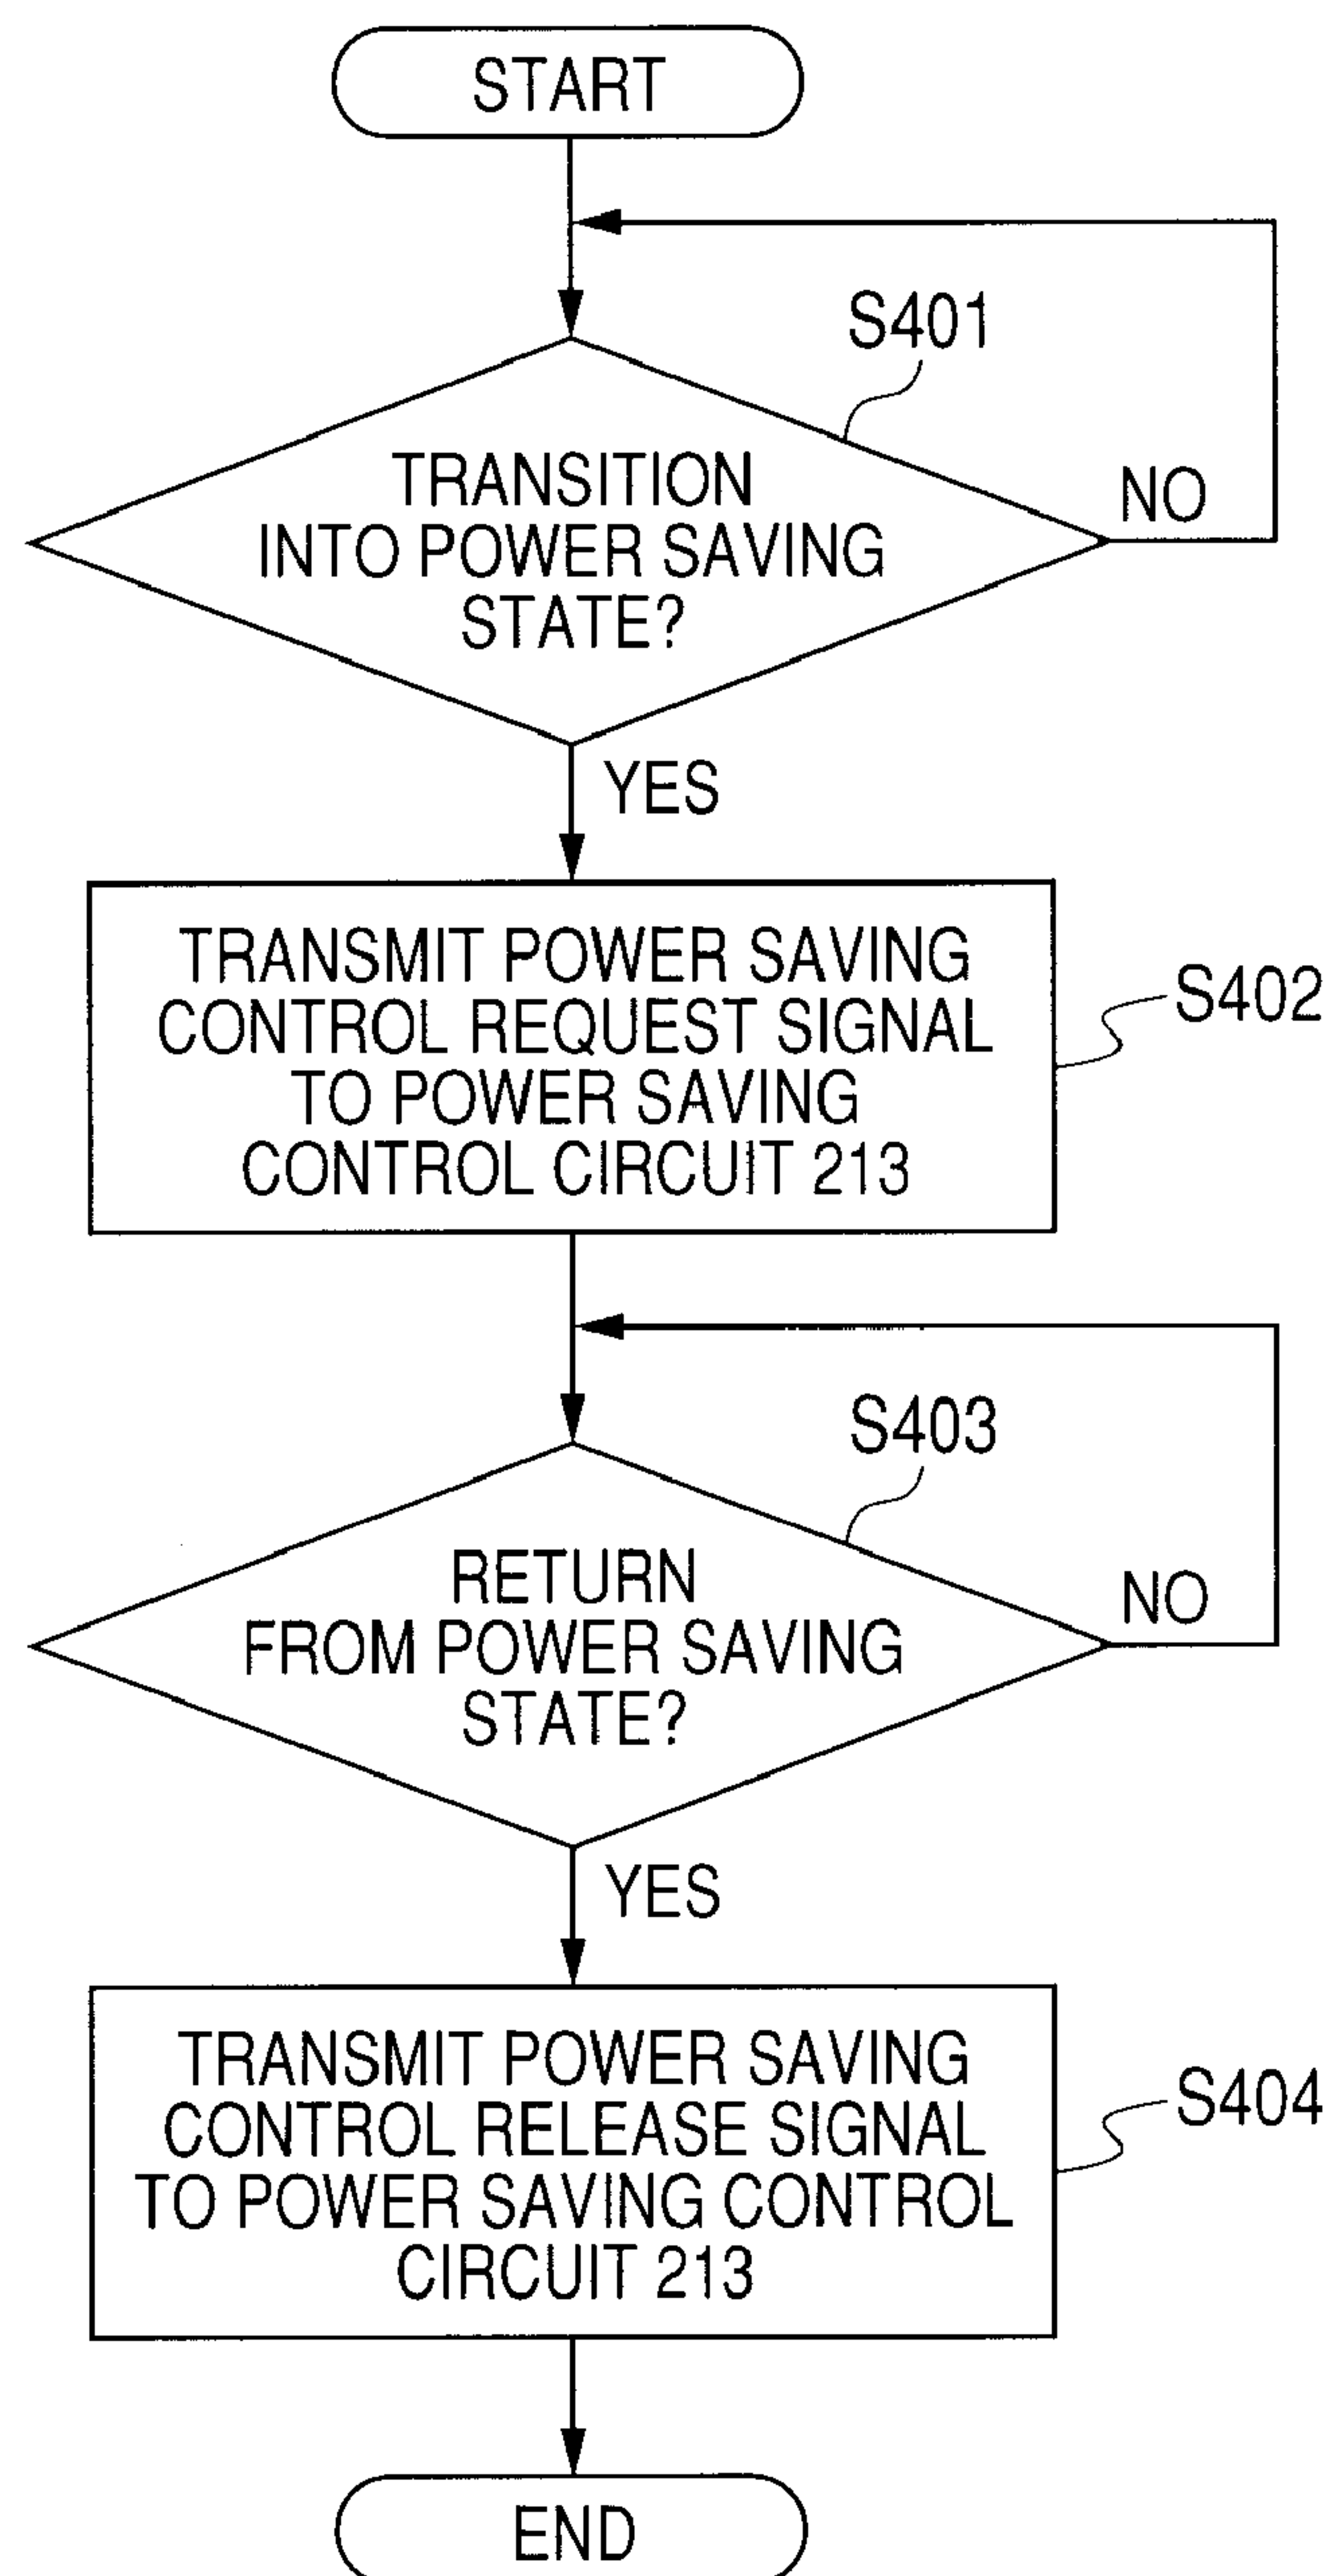 START
S401
TRANSITION
INTO POWER SAVING
STATE?
NO
YES
TRANSMIT POWER SAVING
CONTROL REQUEST SIGNAL
TO POWER SAVING
CONTROL CIRCUIT 213
S402
S403
RETURN
FROM POWER SAVING
STATE?
NO
YES
TRANSMIT POWER SAVING
CONTROL RELEASE SIGNAL
TO POWER SAVING CONTROL
CIRCUIT 213
S404
END